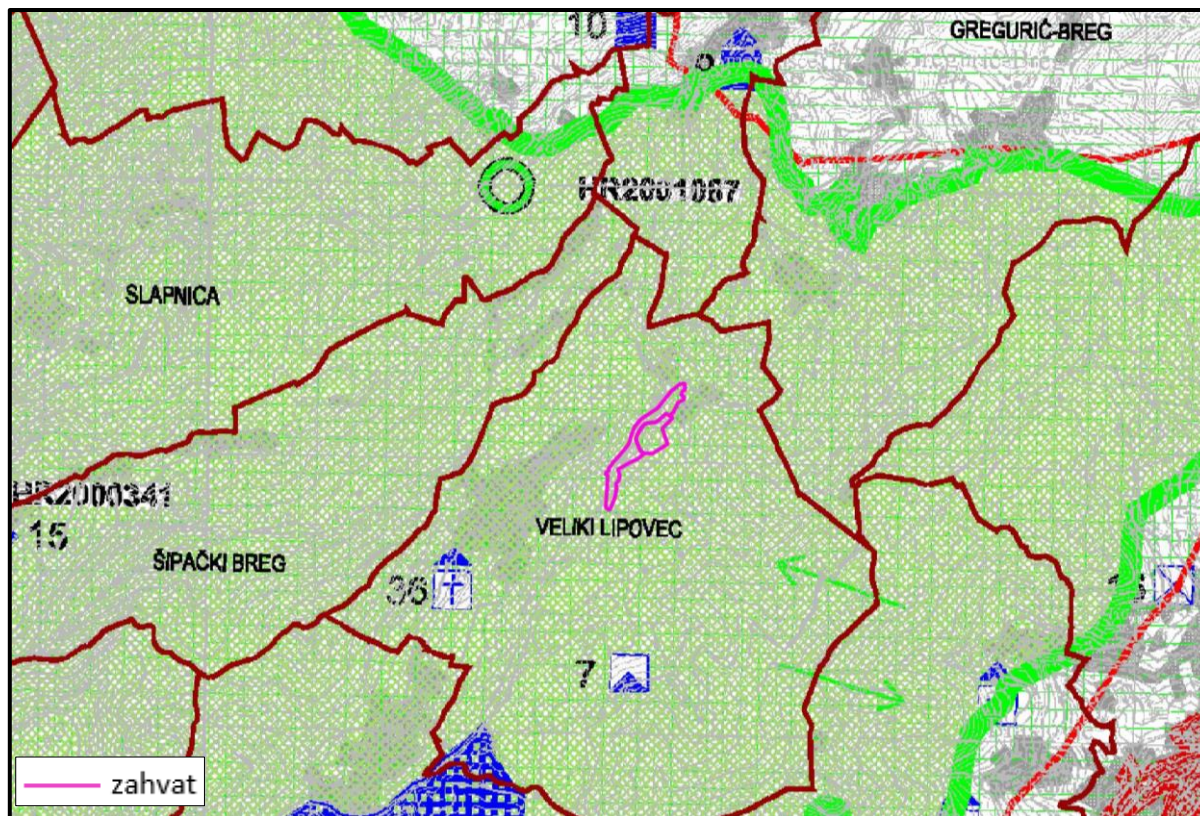 10
GREGURIĆ-BREG
HR2001067
SLAPNICA
HR2000341
15
VELIKI LIPOVEC
ŠIPAČKI BREG
36
7
zahvat